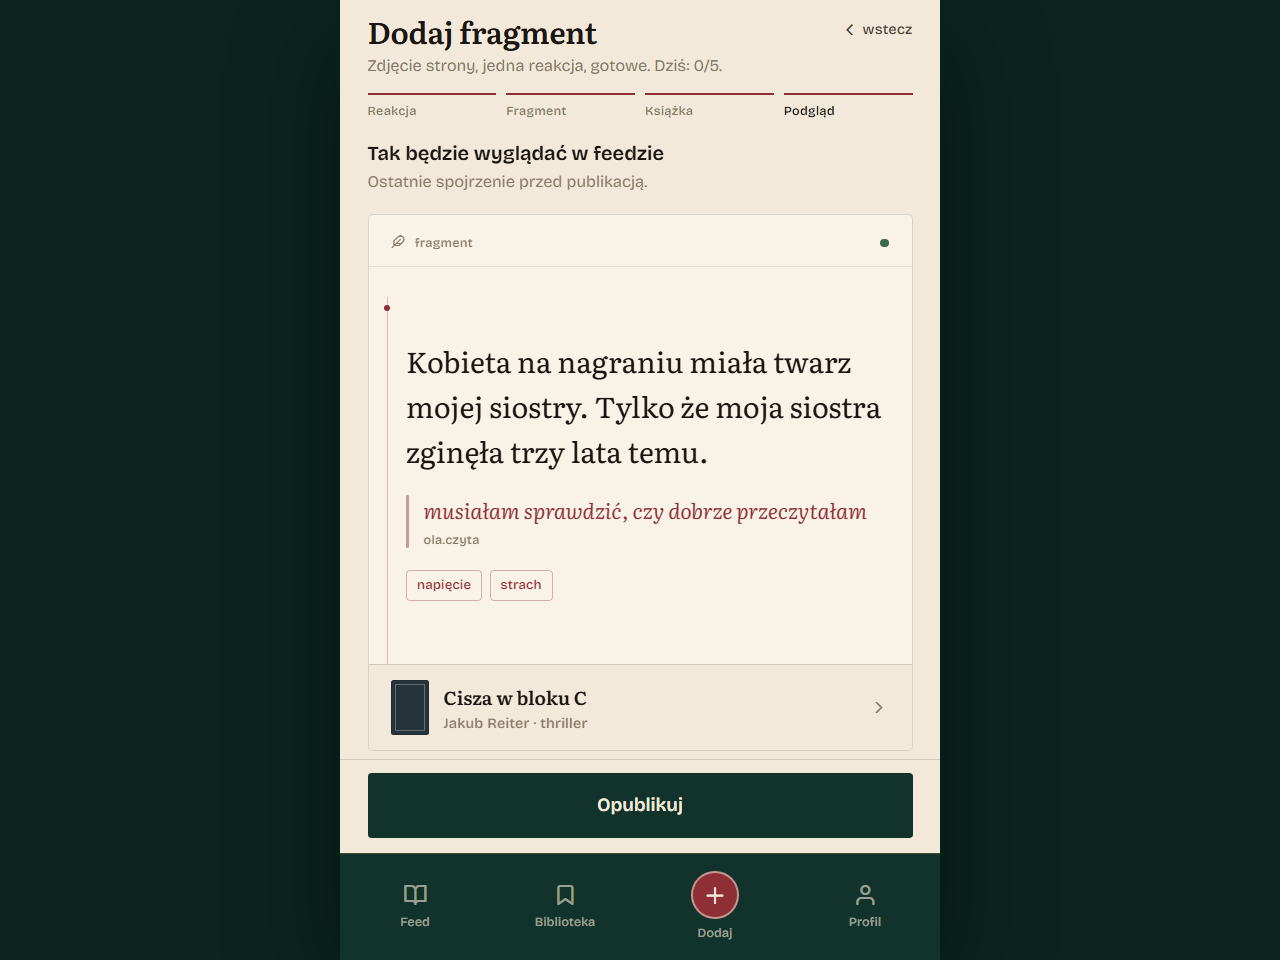 Dodaj fragment
wstecz
Zdjęcie strony, jedna reakcja, gotowe. Dziś: 0/5.
Reakcja
Fragment
Książka
Podgląd
Tak będzie wyglądać w feedzie
Ostatnie spojrzenie przed publikacją.
fragment
Kobieta na nagraniu miała twarz
mojej siostry. Tylko że moja siostra
zginęła trzy lata temu.
musiałam sprawdzić, czy dobrze przeczytałam
ola.czyta
napięcie
strach
Cisza w bloku C
Jakub Reiter · thriller
Opublikuj
Feed
Biblioteka
Dodaj
Profil